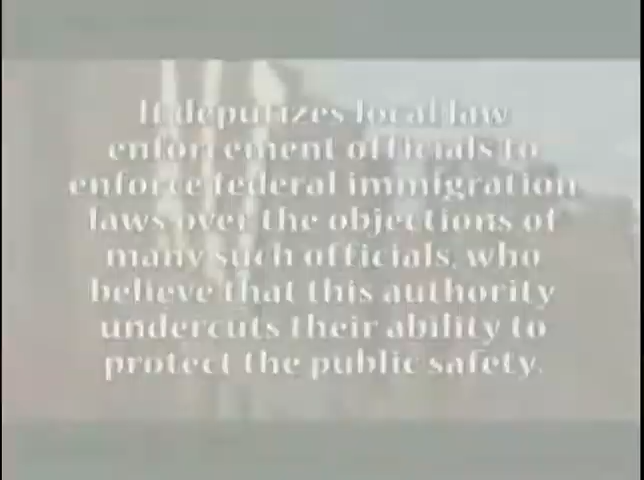 It deputizes local law
enforcement officials to
enforce federal immigration
laws over the objections of
many such officials, who
believe that this authority
undercuts their ability to
protect the public safety.